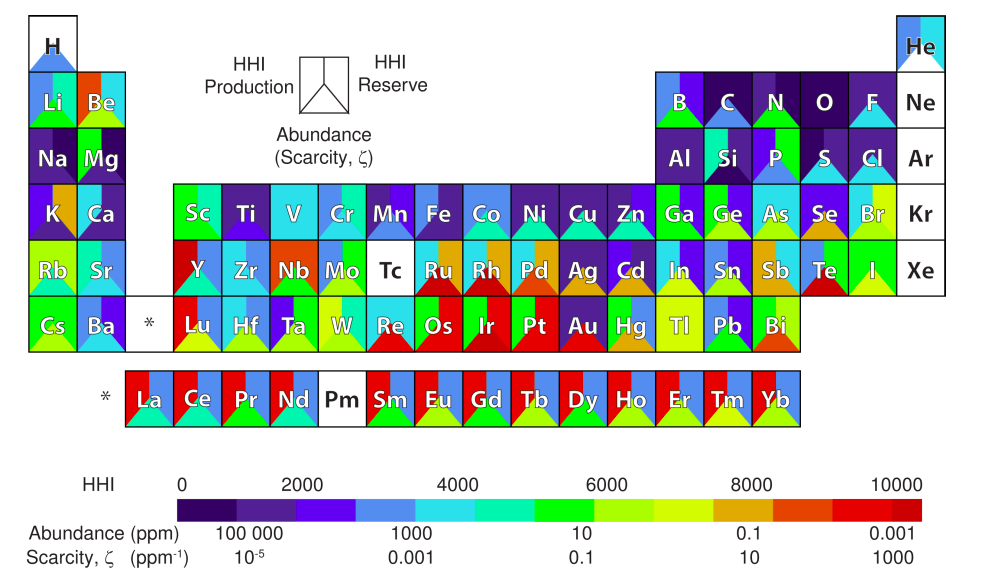 H He
HHI Production HHI Reserve
Abundance
(Scarcity, ζ)
Li Be B C N O F Ne
Na Mg Al Si P S Cl Ar
K Ca Sc Ti V Cr Mn Fe Co Ni Cu Zn Ga Ge As Se Br Kr
Rb Sr Y Zr Nb Mo Tc Ru Rh Pd Ag Cd In Sn Sb Te I Xe
Cs Ba * Lu Hf Ta W Re Os Ir Pt Au Hg Tl Pb Bi
* La Ce Pr Nd Pm Sm Eu Gd Tb Dy Ho Er Tm Yb
HHI 0 2000 4000 6000 8000 10000
Abundance (ppm) 100 000 1000 10 0.1 0.001
Scarcity, ζ (ppm⁻¹) 10⁻⁵ 0.001 0.1 10 1000